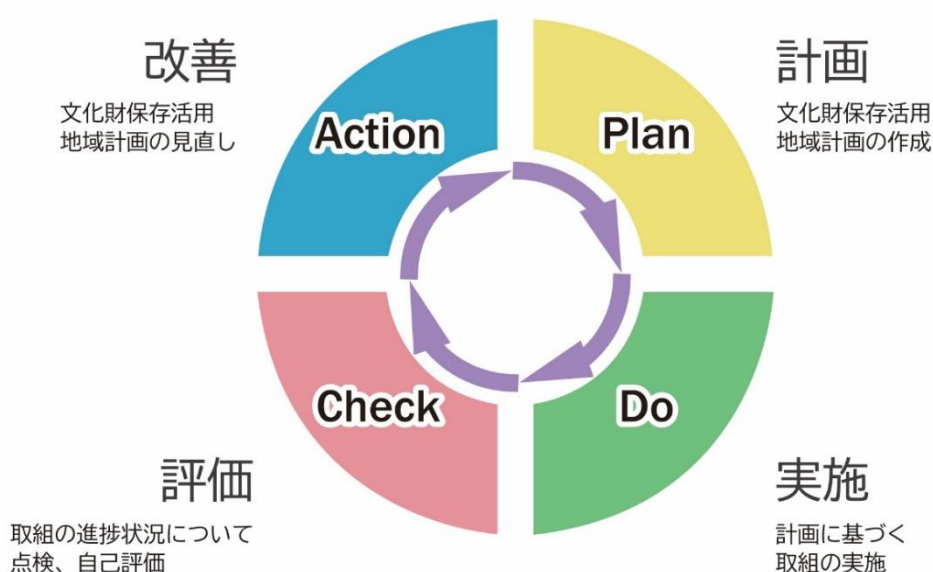 改善
文化財保存活用
地域計画の見直し
Action
計画
文化財保存活用
地域計画の作成
Plan
評価
取組の進捗状況について
点検、自己評価
Check
実施
計画に基づく
取組の実施
Do